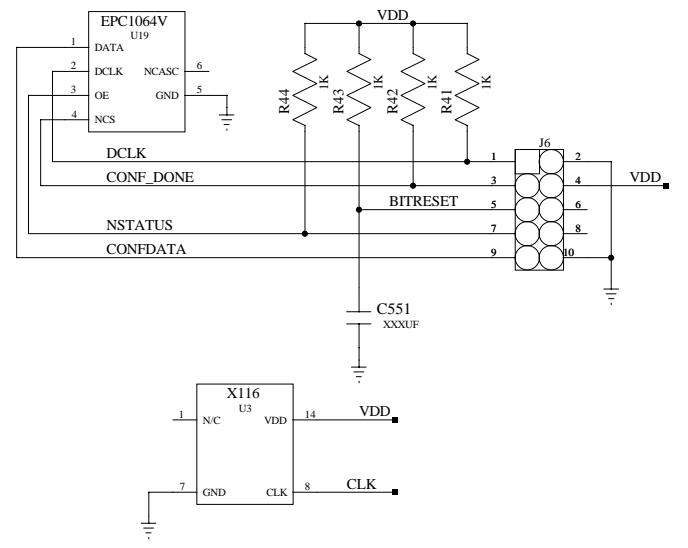 EPC1064V
U19
1 DATA
2 DCLK NCASC 6
3 OE GND 5
4 NCS
VDD
R44 1K
R43 1K
R42 1K
R41 1K
J6
DCLK 1 2
CONF_DONE 3 4 VDD
BITRESET 5 6
NSTATUS 7 8
CONFDATA 9 10
C551
XXXUF
X116
U3
1 N/C VDD 14 VDD
7 GND CLK 8 CLK